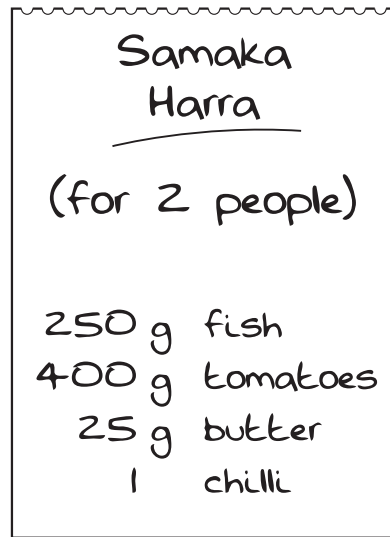 Samaka
Harra
(for 2 people)
250 g fish
400 g tomatoes
25 g butter
1 chilli